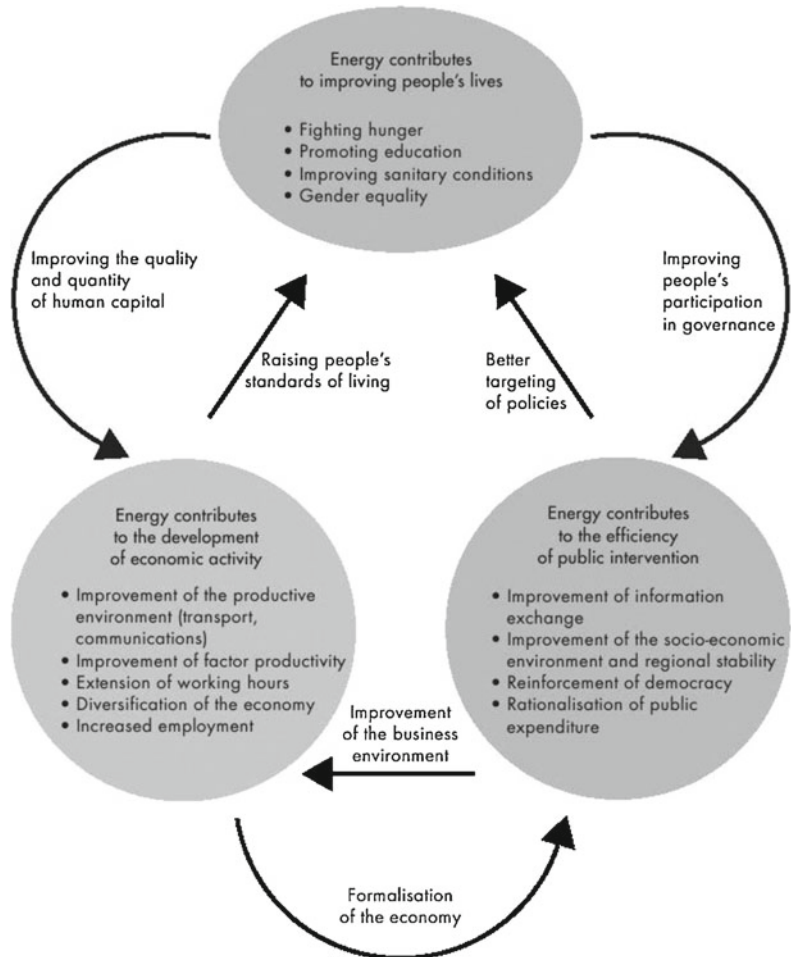 Energy contributes
to improving people's lives
• Fighting hunger
• Promoting education
• Improving sanitary conditions
• Gender equality
Improving the quality
and quantity
of human capital
Improving
people's
participation
in governance
Raising people's
standards of living
Better
targeting
of policies
Energy contributes
to the development
of economic activity
• Improvement of the productive
environment (transport,
communications)
• Improvement of factor productivity
• Extension of working hours
• Diversification of the economy
• Increased employment
Energy contributes
to the efficiency
of public intervention
• Improvement of information
exchange
• Improvement of the socio-economic
environment and regional stability
• Reinforcement of democracy
• Rationalisation of public
expenditure
Improvement
of the business
environment
Formalisation
of the economy